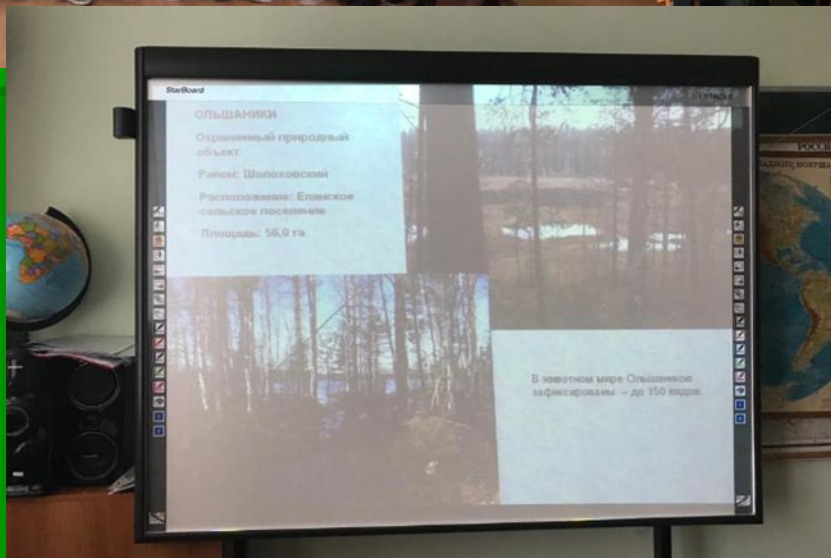 StarBoard
HITACHI
ОЛЬШАНИКИ
Охраняемый природный
объект
Район: Шолоховский
Расположение: Еланское
сельское поселение
Площадь: 56,0 га
В животном мире Ольшаников
зафиксированы – до 150 видов.